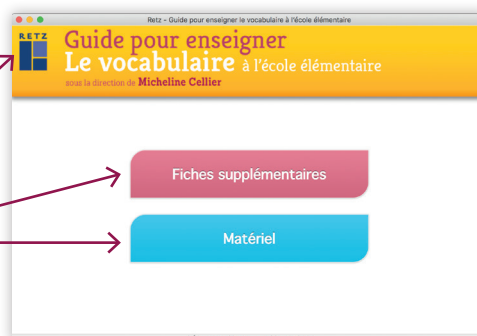 Retz - Guide pour enseigner le vocabulaire à l'école élémentaire
RETZ
Guide pour enseigner
Le vocabulaire à l'école élémentaire
sous la direction de Micheline Cellier
Fiches supplémentaires
Matériel